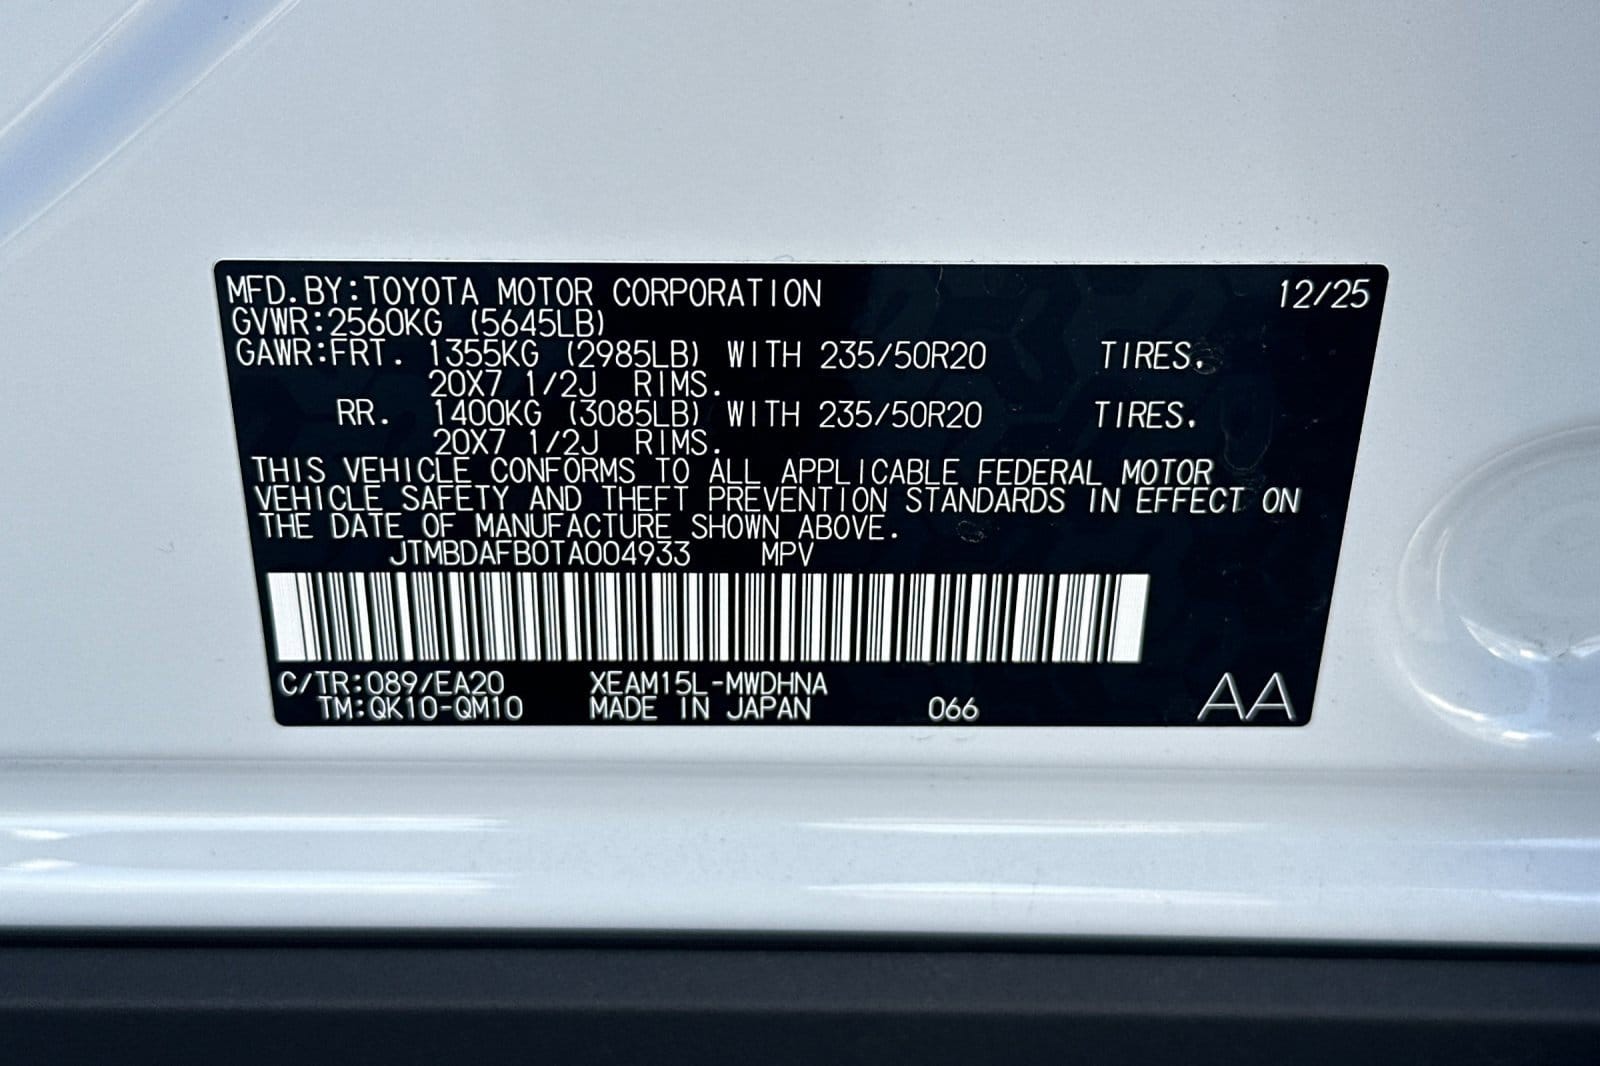 MFD.BY:TOYOTA MOTOR CORPORATION 12/25
GVWR:2560KG (5645LB)
GAWR:FRT. 1355KG (2985LB) WITH 235/50R20 TIRES.
20X7 1/2J RIMS.
RR. 1400KG (3085LB) WITH 235/50R20 TIRES.
20X7 1/2J RIMS.
THIS VEHICLE CONFORMS TO ALL APPLICABLE FEDERAL MOTOR
VEHICLE SAFETY AND THEFT PREVENTION STANDARDS IN EFFECT ON
THE DATE OF MANUFACTURE SHOWN ABOVE.
JTMBDAFB0TA004933 MPV
C/TR:089/EA20 XEAM15L-MWDHNA
TM:QK10-QM10 MADE IN JAPAN 066 AA